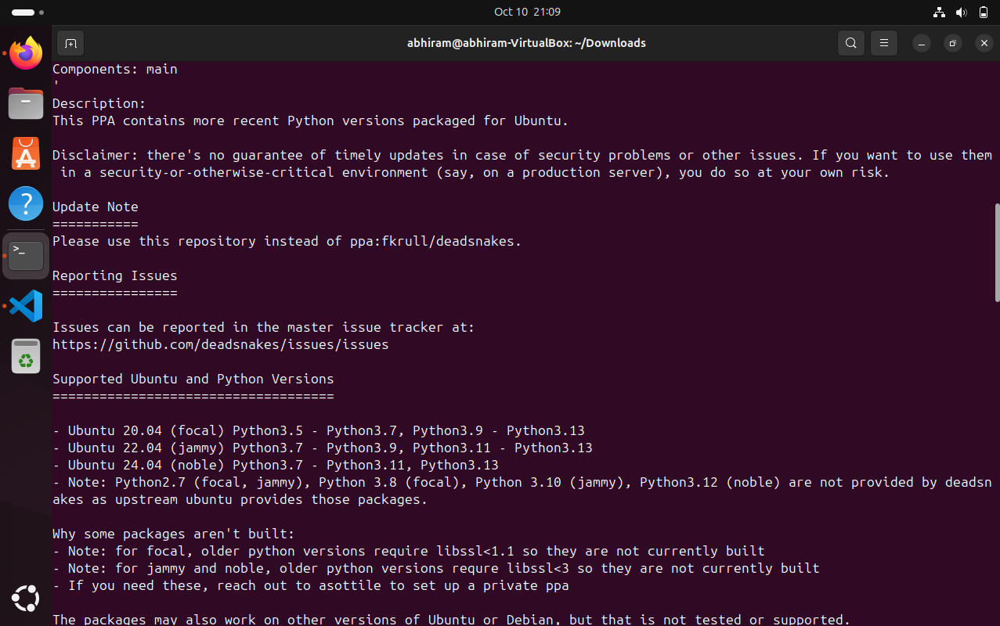 Oct 10 21:09
abhiram@abhiram-VirtualBox: ~/Downloads
Components: main
'
Description:
This PPA contains more recent Python versions packaged for Ubuntu.
Disclaimer: there's no guarantee of timely updates in case of security problems or other issues. If you want to use them
in a security-or-otherwise-critical environment (say, on a production server), you do so at your own risk.
Update Note
===========
Please use this repository instead of ppa:fkrull/deadsnakes.
Reporting Issues
================
Issues can be reported in the master issue tracker at:
https://github.com/deadsnakes/issues/issues
Supported Ubuntu and Python Versions
====================================
- Ubuntu 20.04 (focal) Python3.5 - Python3.7, Python3.9 - Python3.13
- Ubuntu 22.04 (jammy) Python3.7 - Python3.9, Python3.11 - Python3.13
- Ubuntu 24.04 (noble) Python3.7 - Python3.11, Python3.13
- Note: Python2.7 (focal, jammy), Python 3.8 (focal), Python 3.10 (jammy), Python3.12 (noble) are not provided by deadsn
akes as upstream ubuntu provides those packages.
Why some packages aren't built:
- Note: for focal, older python versions require libssl<1.1 so they are not currently built
- Note: for jammy and noble, older python versions requre libssl<3 so they are not currently built
- If you need these, reach out to asottile to set up a private ppa
The packages may also work on other versions of Ubuntu or Debian, but that is not tested or supported.